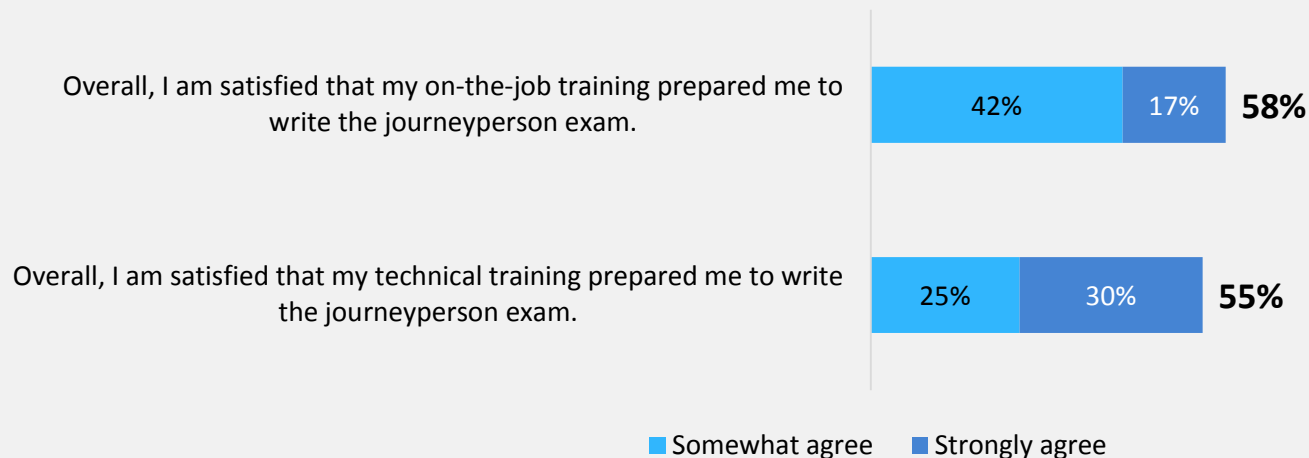 Overall, I am satisfied that my on-the-job training prepared me to
write the journeyperson exam.
42%
17%
58%
Overall, I am satisfied that my technical training prepared me to write
the journeyperson exam.
25%
30%
55%
Somewhat agree
Strongly agree